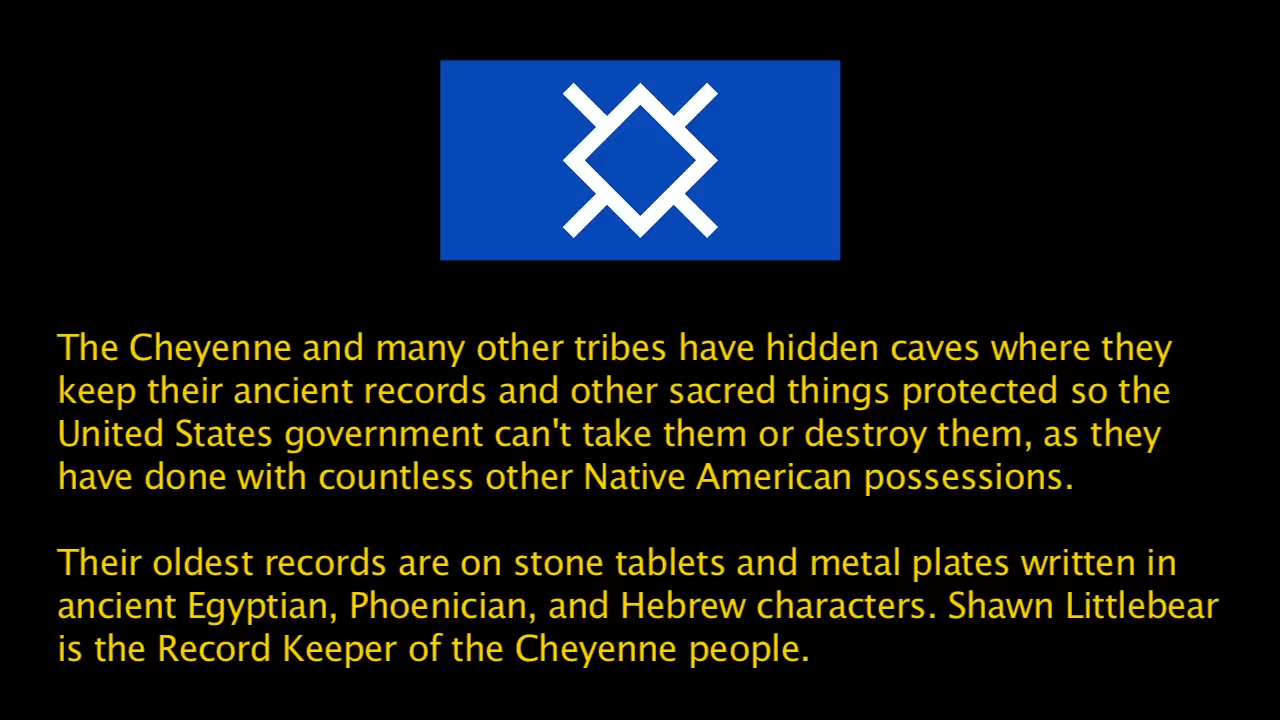 The Cheyenne and many other tribes have hidden caves where they
keep their ancient records and other sacred things protected so the
United States government can't take them or destroy them, as they
have done with countless other Native American possessions.
Their oldest records are on stone tablets and metal plates written in
ancient Egyptian, Phoenician, and Hebrew characters. Shawn Littlebear
is the Record Keeper of the Cheyenne people.